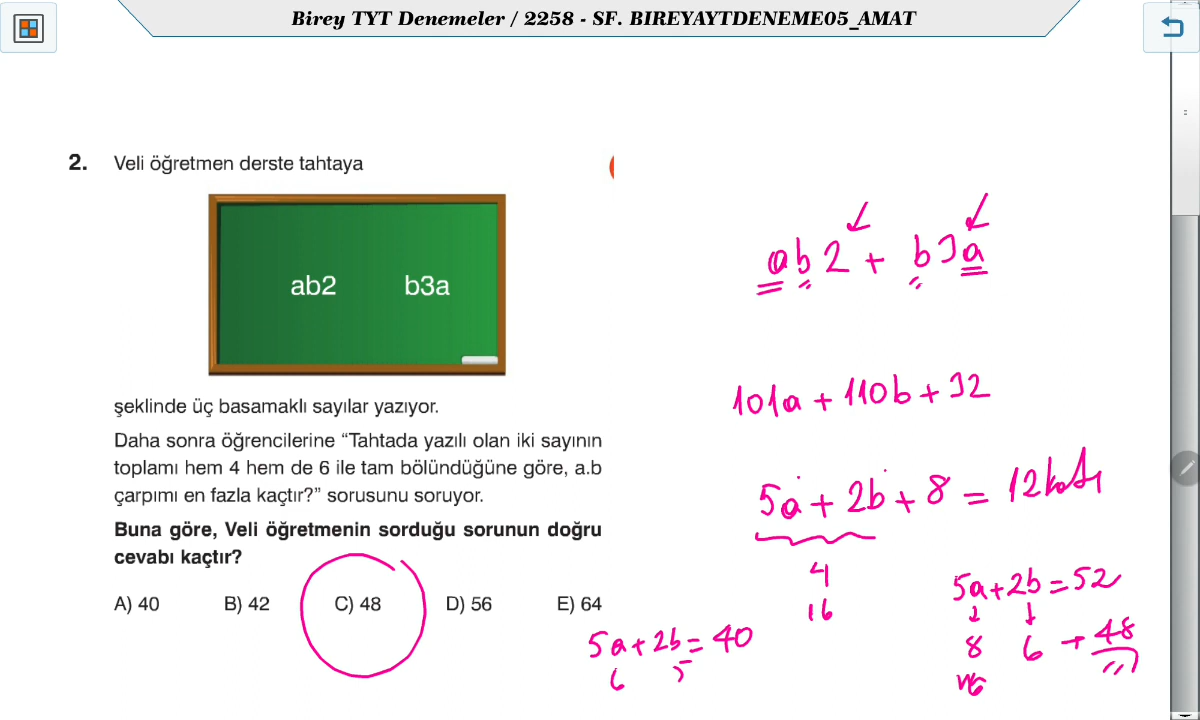 Birey TYT Denemeler / 2258 - SF. BIREYAYTDENEME05_AMAT
2. Veli öğretmen derste tahtaya
ab2 b3a
şeklinde üç basamaklı sayılar yazıyor.
Daha sonra öğrencilerine “Tahtada yazılı olan iki sayının
toplamı hem 4 hem de 6 ile tam bölündüğüne göre, a.b
çarpımı en fazla kaçtır?” sorusunu soruyor.
Buna göre, Veli öğretmenin sorduğu sorunun doğru
cevabı kaçtır?
A) 40 B) 42 C) 48 D) 56 E) 64
ab2 + b3a
101a + 110b + 32
5a + 2b + 8 = 12katı
4
16
5a+2b=40
6 5
5a+2b=52
8 6 → 48